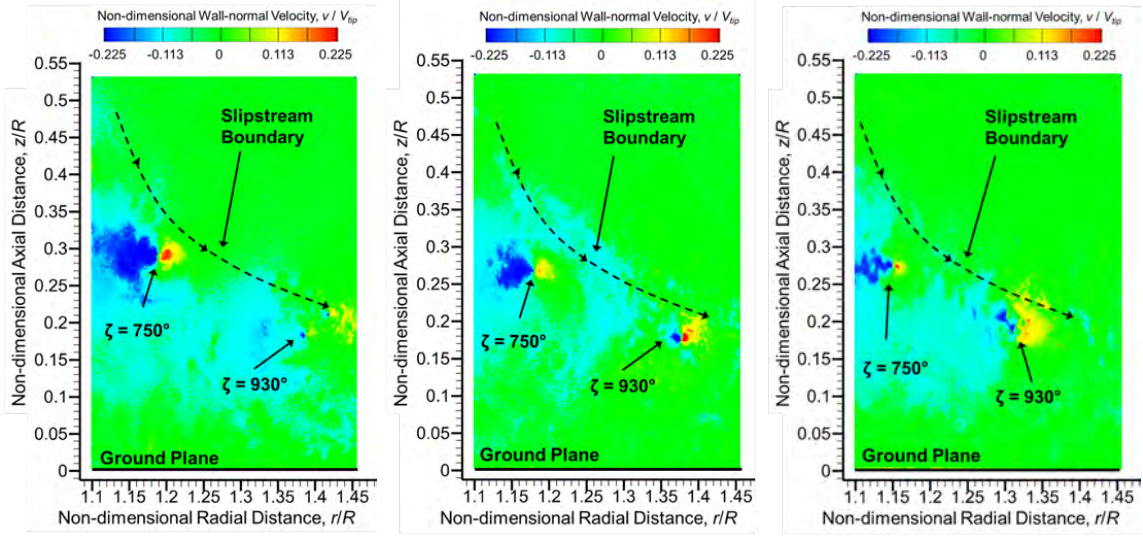 Non-dimensional Wall-normal Velocity, v / Vtip
-0.225 -0.113 0 0.113 0.225
0.55
0.5
0.45
0.4
0.35
0.3
0.25
0.2
0.15
0.1
0.05
0
Non-dimensional Axial Distance, z/R
Slipstream
Boundary
ζ = 750°
ζ = 930°
Ground Plane
1.1 1.15 1.2 1.25 1.3 1.35 1.4 1.45
Non-dimensional Radial Distance, r/R
Non-dimensional Wall-normal Velocity, v / Vtip
-0.225 -0.113 0 0.113 0.225
0.55
0.5
0.45
0.4
0.35
0.3
0.25
0.2
0.15
0.1
0.05
0
Non-dimensional Axial Distance, z/R
Slipstream
Boundary
ζ = 750°
ζ = 930°
Ground Plane
1.1 1.15 1.2 1.25 1.3 1.35 1.4 1.45
Non-dimensional Radial Distance, r/R
Non-dimensional Wall-normal Velocity, v / Vtip
-0.225 -0.113 0 0.113 0.225
0.55
0.5
0.45
0.4
0.35
0.3
0.25
0.2
0.15
0.1
0.05
0
Non-dimensional Axial Distance, z/R
Slipstream
Boundary
ζ = 750°
ζ = 930°
Ground Plane
1.1 1.15 1.2 1.25 1.3 1.35 1.4 1.45
Non-dimensional Radial Distance, r/R